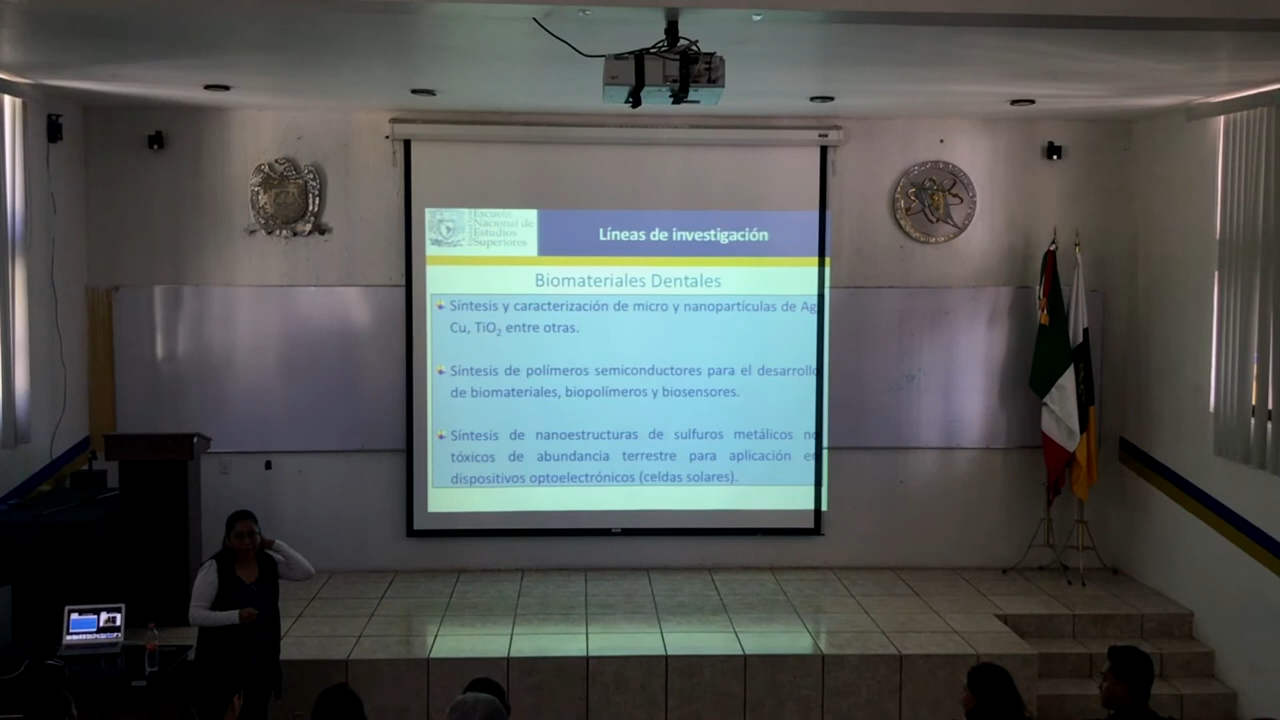 Escuela
Nacional de
Estudios
Superiores
Líneas de investigación
Biomateriales Dentales
Síntesis y caracterización de micro y nanopartículas de Ag
Cu, TiO₂ entre otras.
Síntesis de polímeros semiconductores para el desarrollo
de biomateriales, biopolímeros y biosensores.
Síntesis de nanoestructuras de sulfuros metálicos no
tóxicos de abundancia terrestre para aplicación en
dispositivos optoelectrónicos (celdas solares).